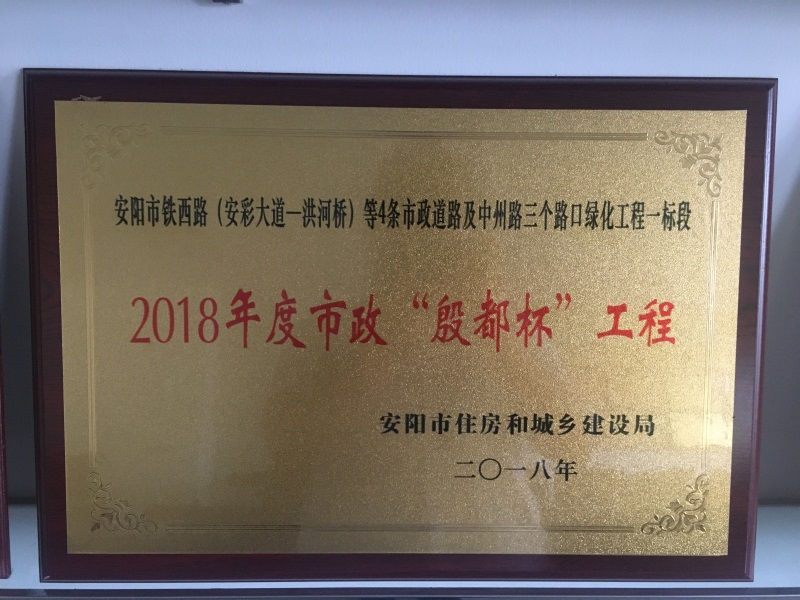 安阳市铁西路（安彩大道—洪河桥）等4条市政道路及中州路三个路口绿化工程一标段
2018年度市政“殷都杯”工程
安阳市住房和城乡建设局
二〇一八年